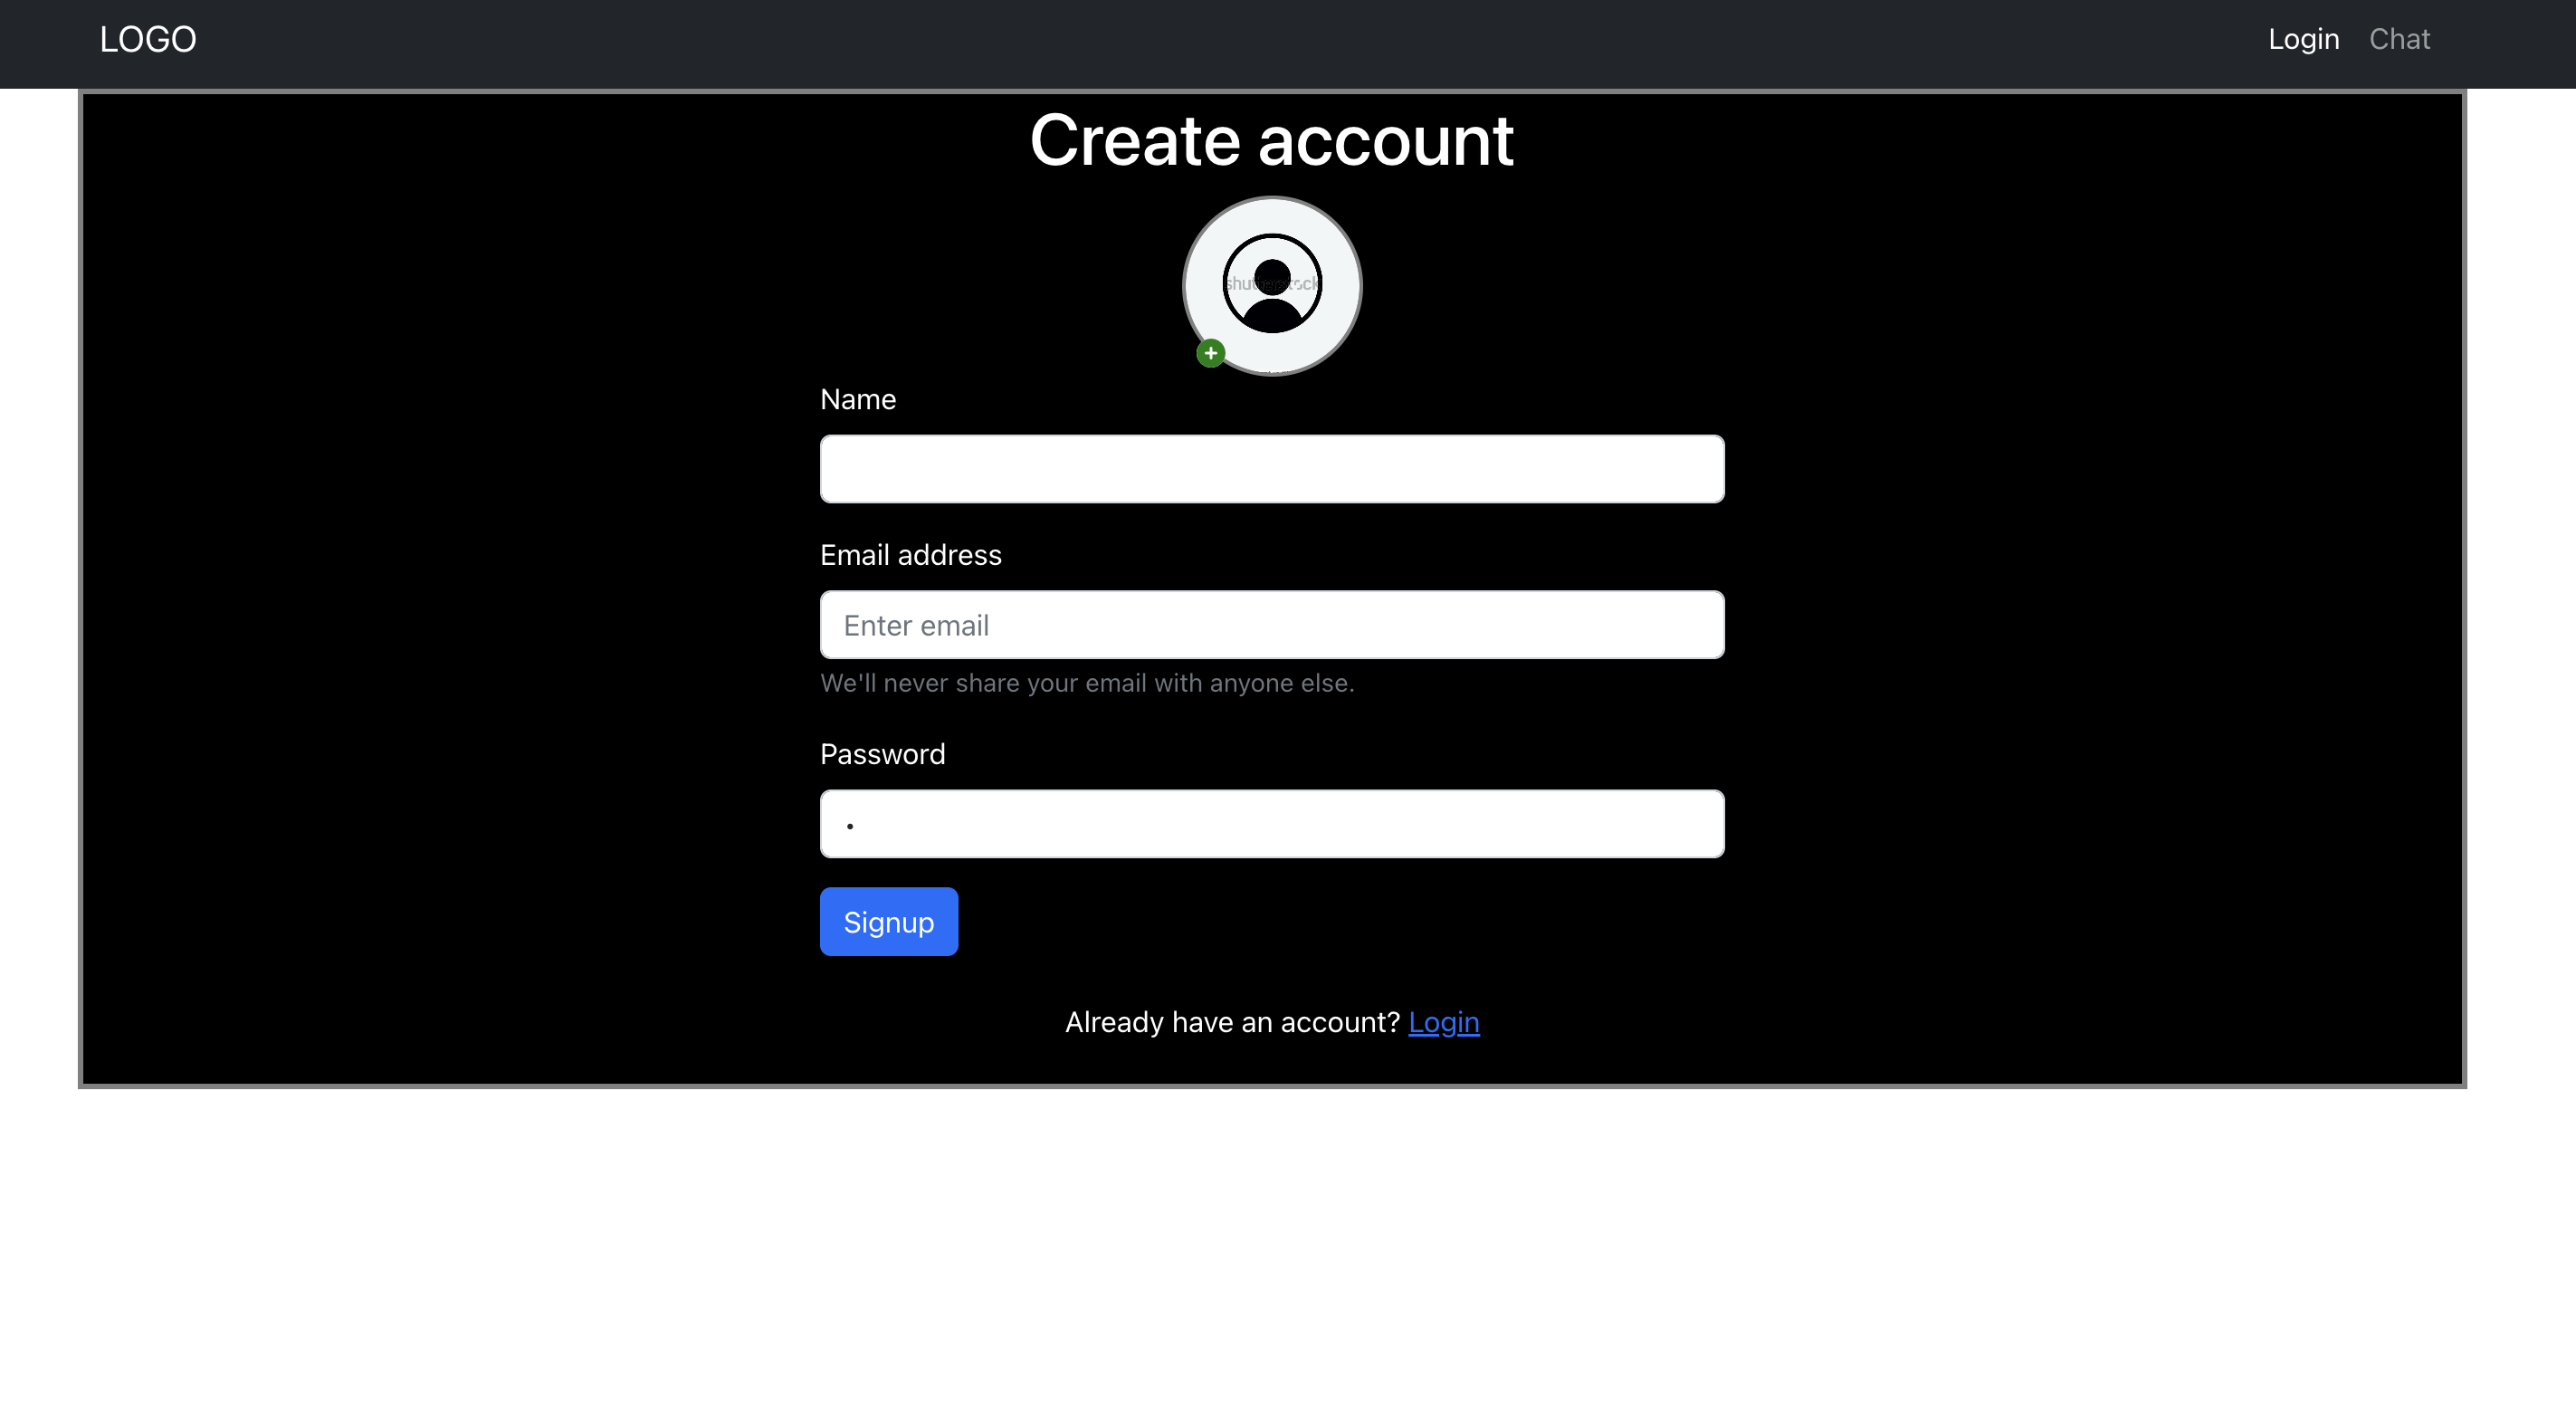 LOGO
Login
Chat
Create account
shutterstock
Name
Email address
Enter email
We'll never share your email with anyone else.
Password
Signup
Already have an account? Login